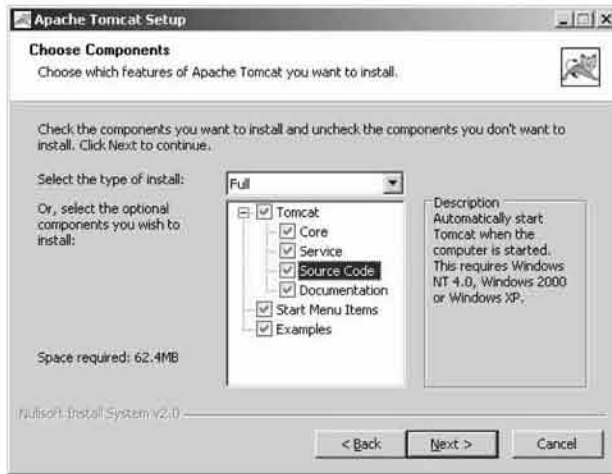 Apache Tomcat Setup
Choose Components
Choose which features of Apache Tomcat you want to install.
Check the components you want to install and uncheck the components you don't want to
install. Click Next to continue.
Select the type of install:
Full
Or, select the optional
components you wish to
install:
Tomcat
Core
Service
Source Code
Documentation
Start Menu Items
Examples
Description
Automatically start
Tomcat when the
computer is started.
This requires Windows
NT 4.0, Windows 2000
or Windows XP.
Space required: 62.4MB
Nullsoft Install System v2.0
< Back
Next >
Cancel